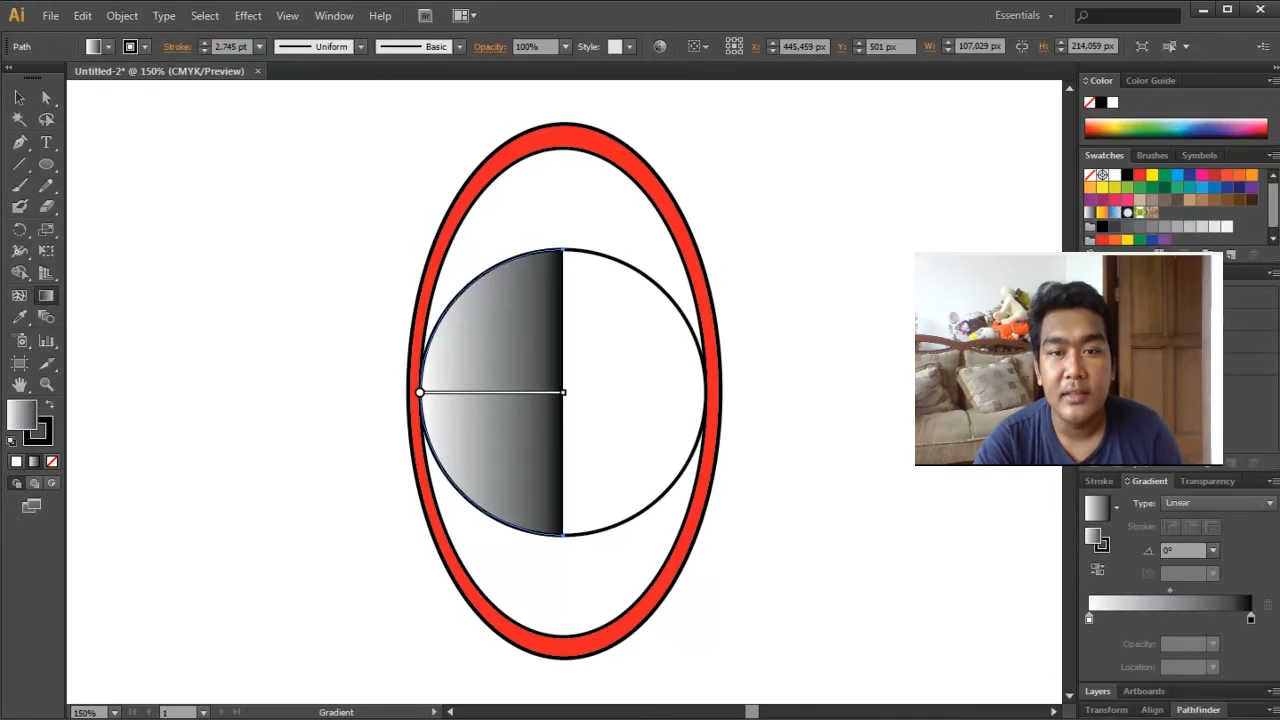 Ai File Edit Object Type Select Effect View Window Help Br Essentials
Path Stroke: 2,745 pt Uniform Basic Opacity: 100% Style: X: 445,459 px Y: 501 px W: 107,029 px H: 214,059 px
Untitled-2* @ 150% (CMYK/Preview)
Color Color Guide
Swatches Brushes Symbols
Stroke Gradient Transparency
Type: Linear
Stroke:
0°
Opacity:
Location:
Layers Artboards
Pathfinder Align Transform
150% 1 Gradient